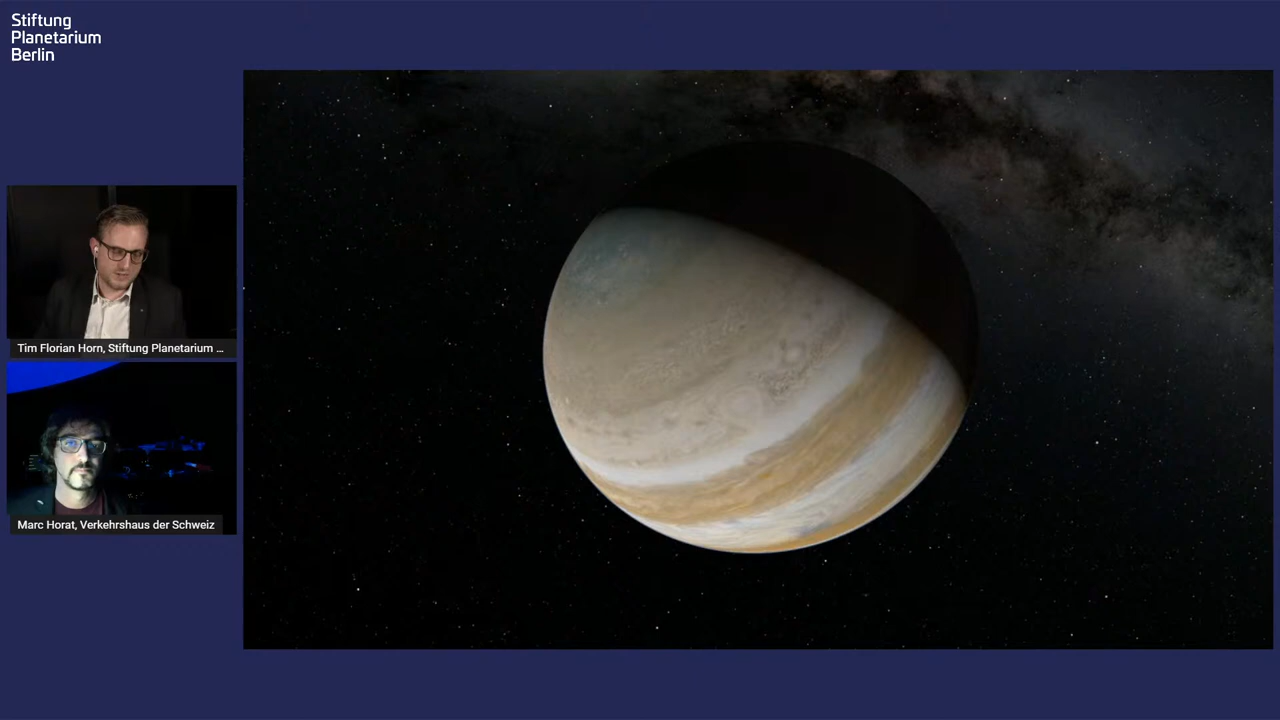 Stiftung
Planetarium
Berlin
Tim Florian Horn, Stiftung Planetarium ...
Marc Horat, Verkehrshaus der Schweiz